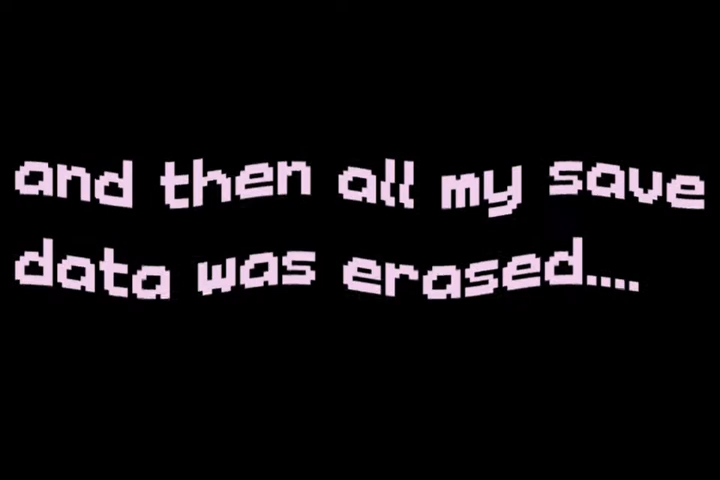 and then all my save
data was erased....